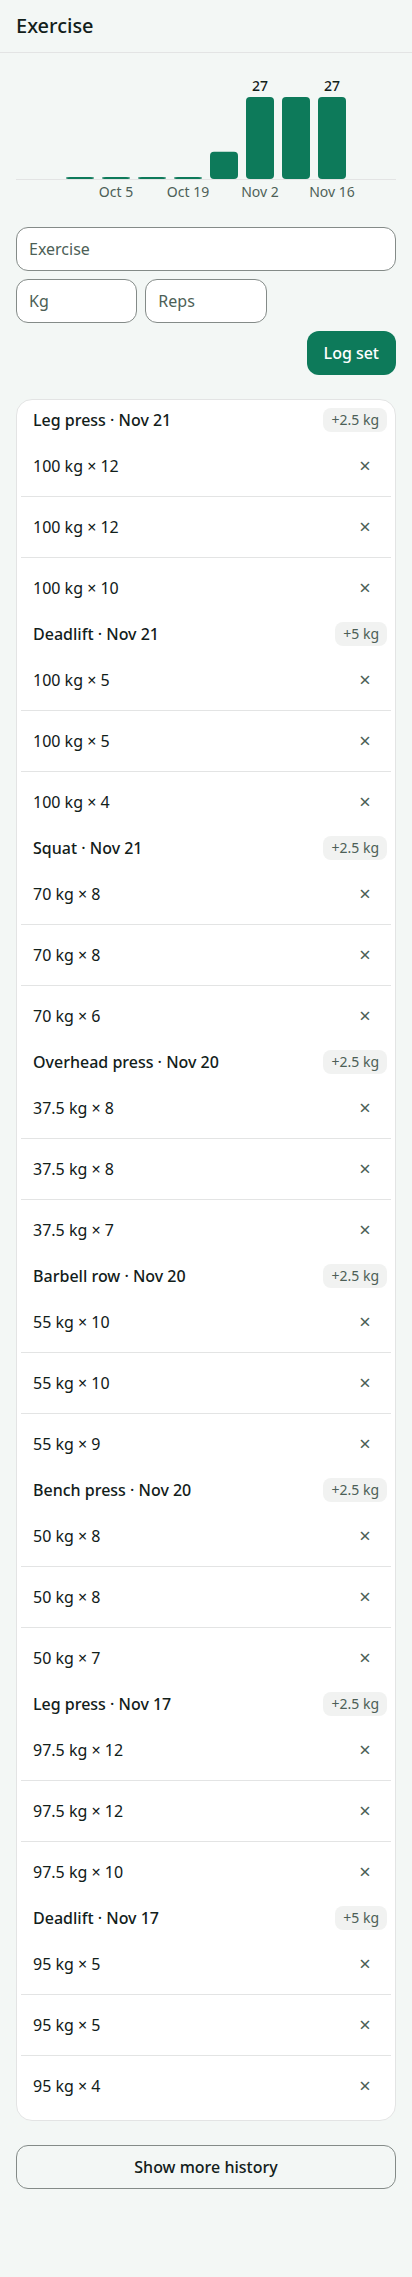 Exercise
27 27
Oct 5 Oct 19 Nov 2 Nov 16
Exercise
Kg Reps
Log set
Leg press · Nov 21 +2.5 kg
100 kg × 12 ×
100 kg × 12 ×
100 kg × 10 ×
Deadlift · Nov 21 +5 kg
100 kg × 5 ×
100 kg × 5 ×
100 kg × 4 ×
Squat · Nov 21 +2.5 kg
70 kg × 8 ×
70 kg × 8 ×
70 kg × 6 ×
Overhead press · Nov 20 +2.5 kg
37.5 kg × 8 ×
37.5 kg × 8 ×
37.5 kg × 7 ×
Barbell row · Nov 20 +2.5 kg
55 kg × 10 ×
55 kg × 10 ×
55 kg × 9 ×
Bench press · Nov 20 +2.5 kg
50 kg × 8 ×
50 kg × 8 ×
50 kg × 7 ×
Leg press · Nov 17 +2.5 kg
97.5 kg × 12 ×
97.5 kg × 12 ×
97.5 kg × 10 ×
Deadlift · Nov 17 +5 kg
95 kg × 5 ×
95 kg × 5 ×
95 kg × 4 ×
Show more history